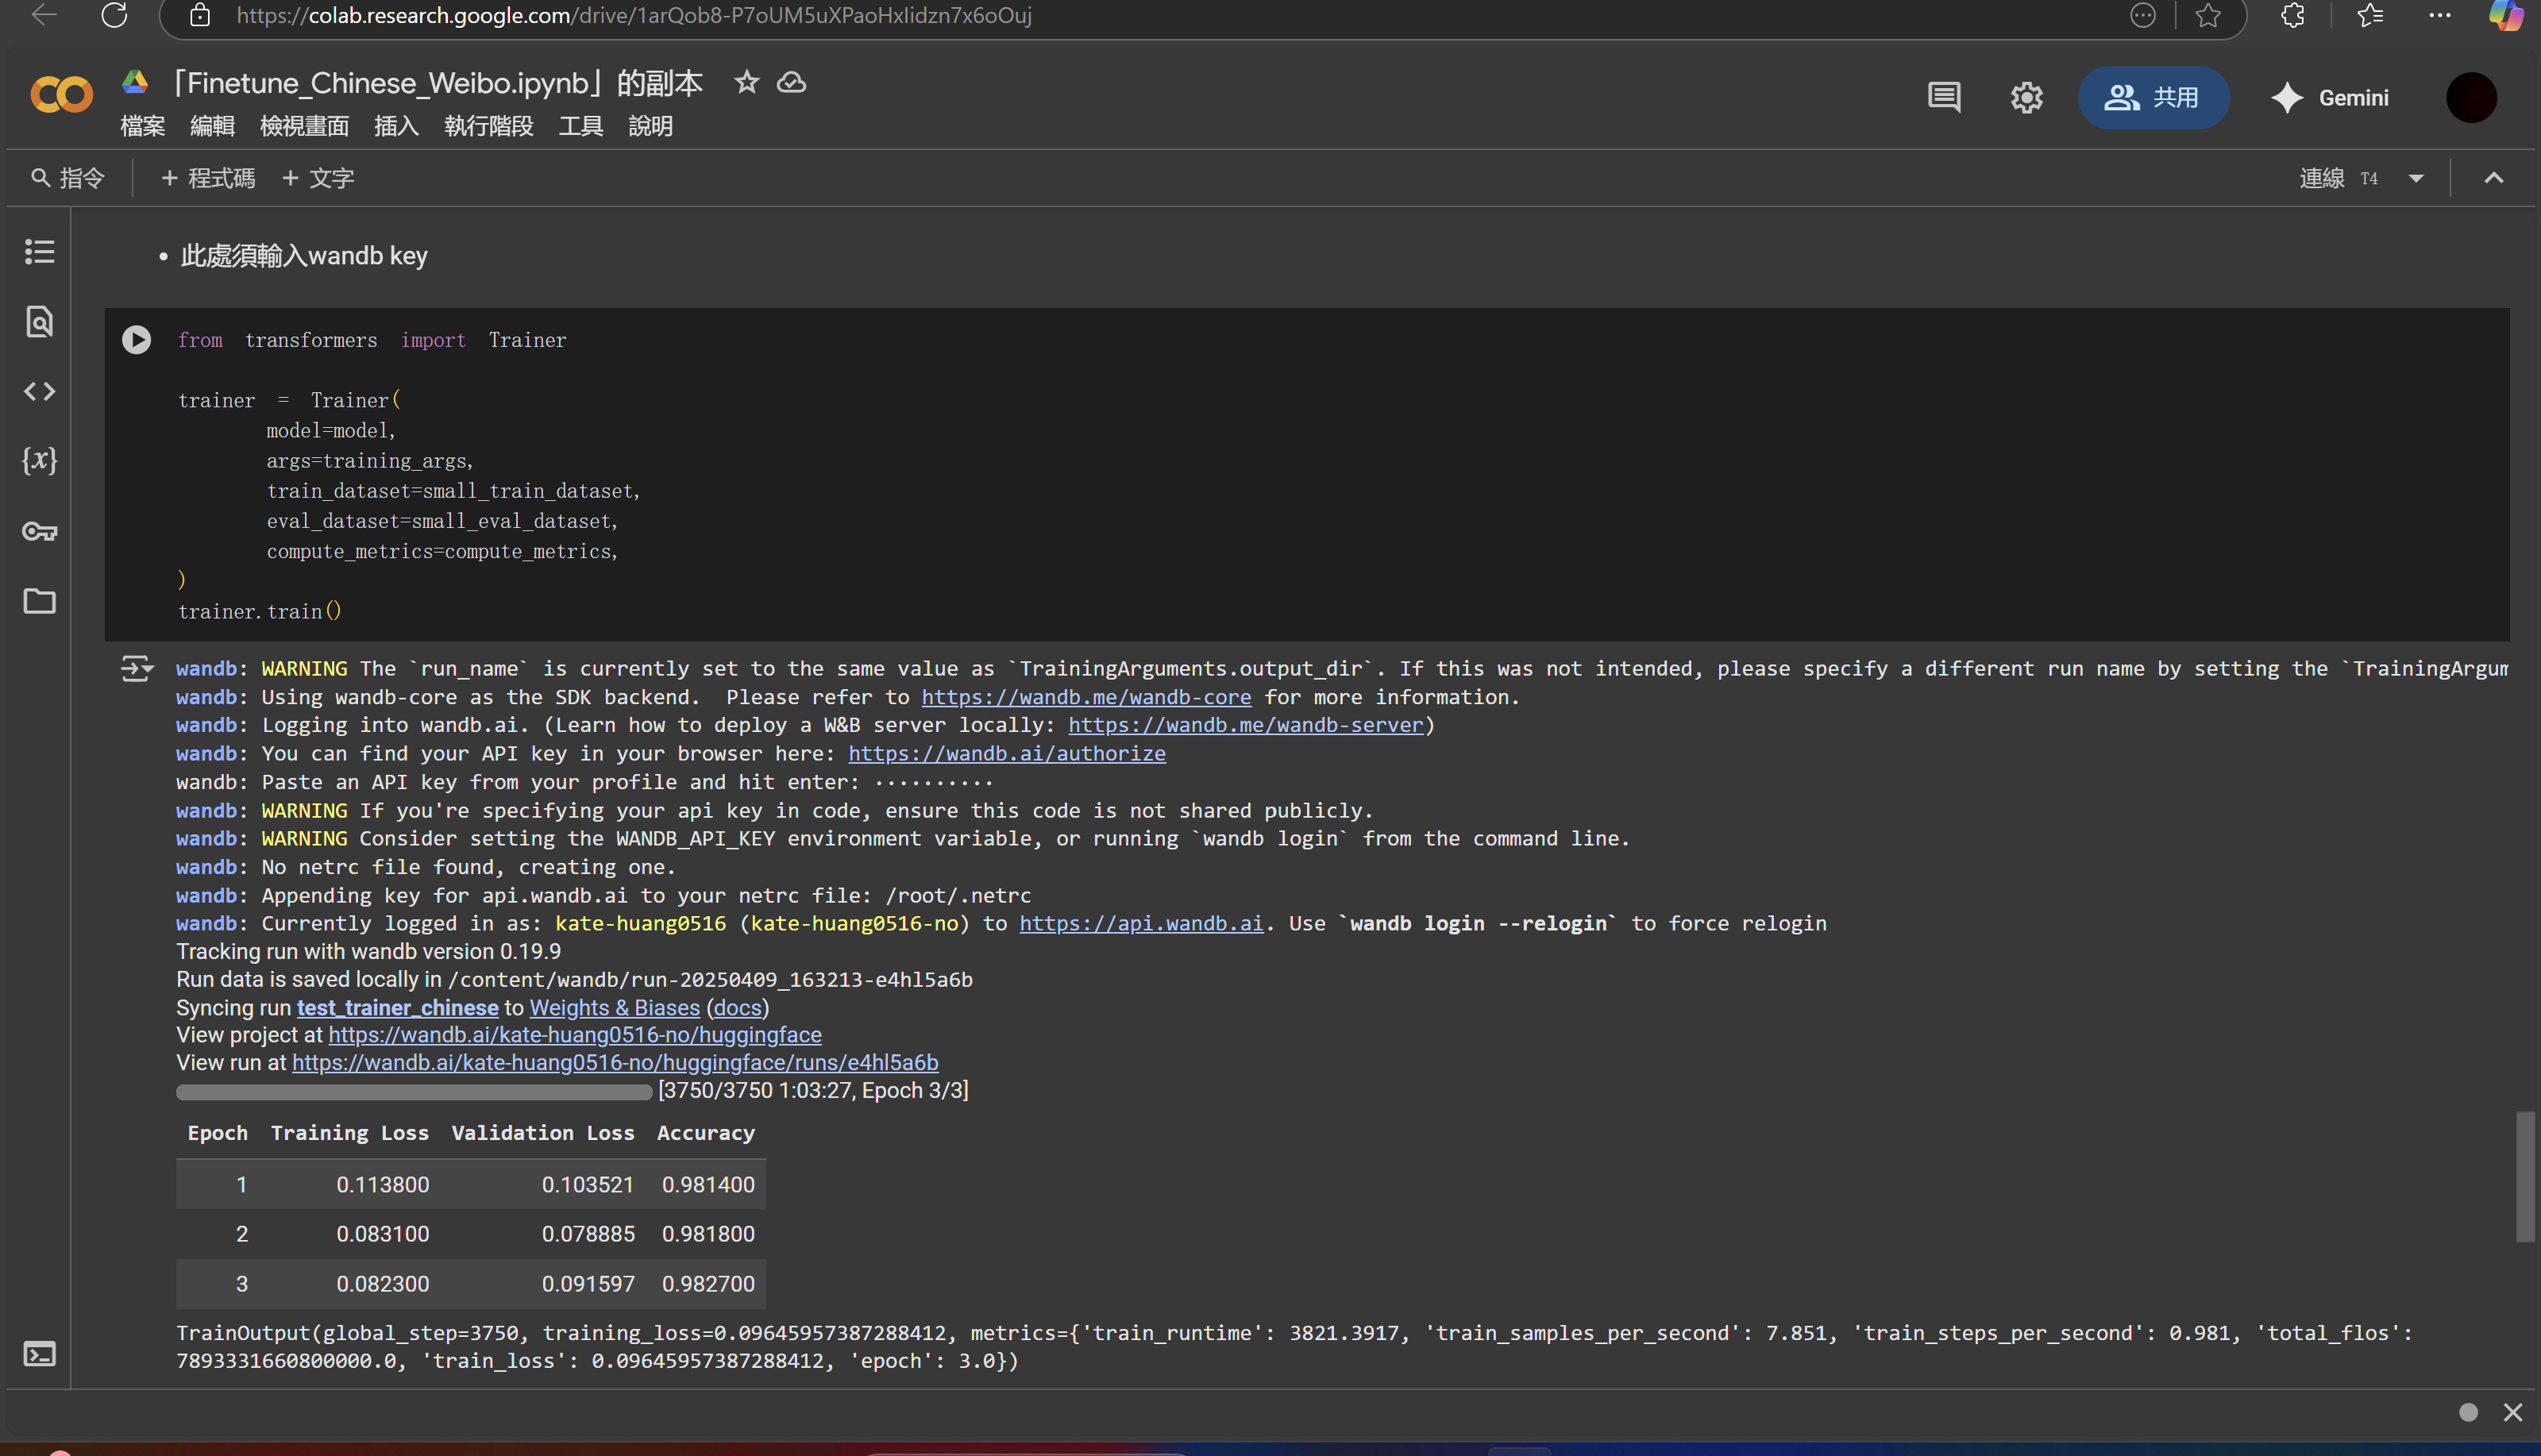 https://colab.research.google.com/drive/1arQob8-P7oUM5uXPaoHxIidzn7x6oOuj
「Finetune_Chinese_Weibo.ipynb」的副本
檔案 編輯 檢視畫面 插入 執行階段 工具 說明
共用
Gemini
指令 + 程式碼 + 文字
連線 T4
• 此處須輸入wandb key
from transformers import Trainer
trainer = Trainer(
model=model,
args=training_args,
train_dataset=small_train_dataset,
eval_dataset=small_eval_dataset,
compute_metrics=compute_metrics,
)
trainer.train()
wandb: WARNING The `run_name` is currently set to the same value as `TrainingArguments.output_dir`. If this was not intended, please specify a different run name by setting the `TrainingArgum
wandb: Using wandb-core as the SDK backend.  Please refer to https://wandb.me/wandb-core for more information.
wandb: Logging into wandb.ai. (Learn how to deploy a W&B server locally: https://wandb.me/wandb-server)
wandb: You can find your API key in your browser here: https://wandb.ai/authorize
wandb: Paste an API key from your profile and hit enter: ··········
wandb: WARNING If you're specifying your api key in code, ensure this code is not shared publicly.
wandb: WARNING Consider setting the WANDB_API_KEY environment variable, or running `wandb login` from the command line.
wandb: No netrc file found, creating one.
wandb: Appending key for api.wandb.ai to your netrc file: /root/.netrc
wandb: Currently logged in as: kate-huang0516 (kate-huang0516-no) to https://api.wandb.ai. Use `wandb login --relogin` to force relogin
Tracking run with wandb version 0.19.9
Run data is saved locally in /content/wandb/run-20250409_163213-e4hl5a6b
Syncing run test_trainer_chinese to Weights & Biases (docs)
View project at https://wandb.ai/kate-huang0516-no/huggingface
View run at https://wandb.ai/kate-huang0516-no/huggingface/runs/e4hl5a6b
[3750/3750 1:03:27, Epoch 3/3]
Epoch Training Loss Validation Loss Accuracy
1 0.113800 0.103521 0.981400
2 0.083100 0.078885 0.981800
3 0.082300 0.091597 0.982700
TrainOutput(global_step=3750, training_loss=0.09645957387288412, metrics={'train_runtime': 3821.3917, 'train_samples_per_second': 7.851, 'train_steps_per_second': 0.981, 'total_flos':
7893331660800000.0, 'train_loss': 0.09645957387288412, 'epoch': 3.0})